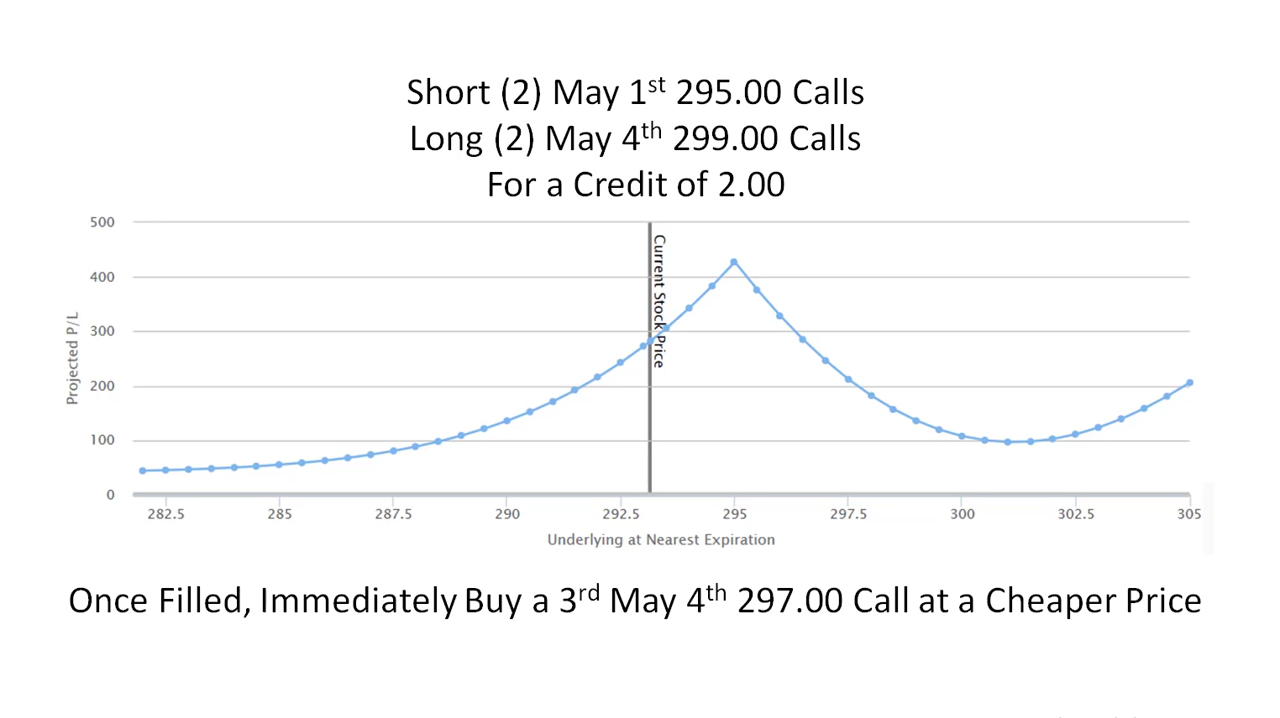 Short (2) May 1st 295.00 Calls
Long (2) May 4th 299.00 Calls
For a Credit of 2.00
500
400
300
200
100
0
Projected P/L
Current Stock Price
282.5 285 287.5 290 292.5 295 297.5 300 302.5 305
Underlying at Nearest Expiration
Once Filled, Immediately Buy a 3rd May 4th 297.00 Call at a Cheaper Price